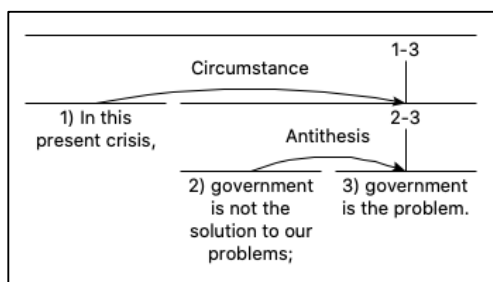 1-3
Circumstance
1) In this
present crisis,
2-3
Antithesis
2) government
is not the
solution to our
problems;
3) government
is the problem.